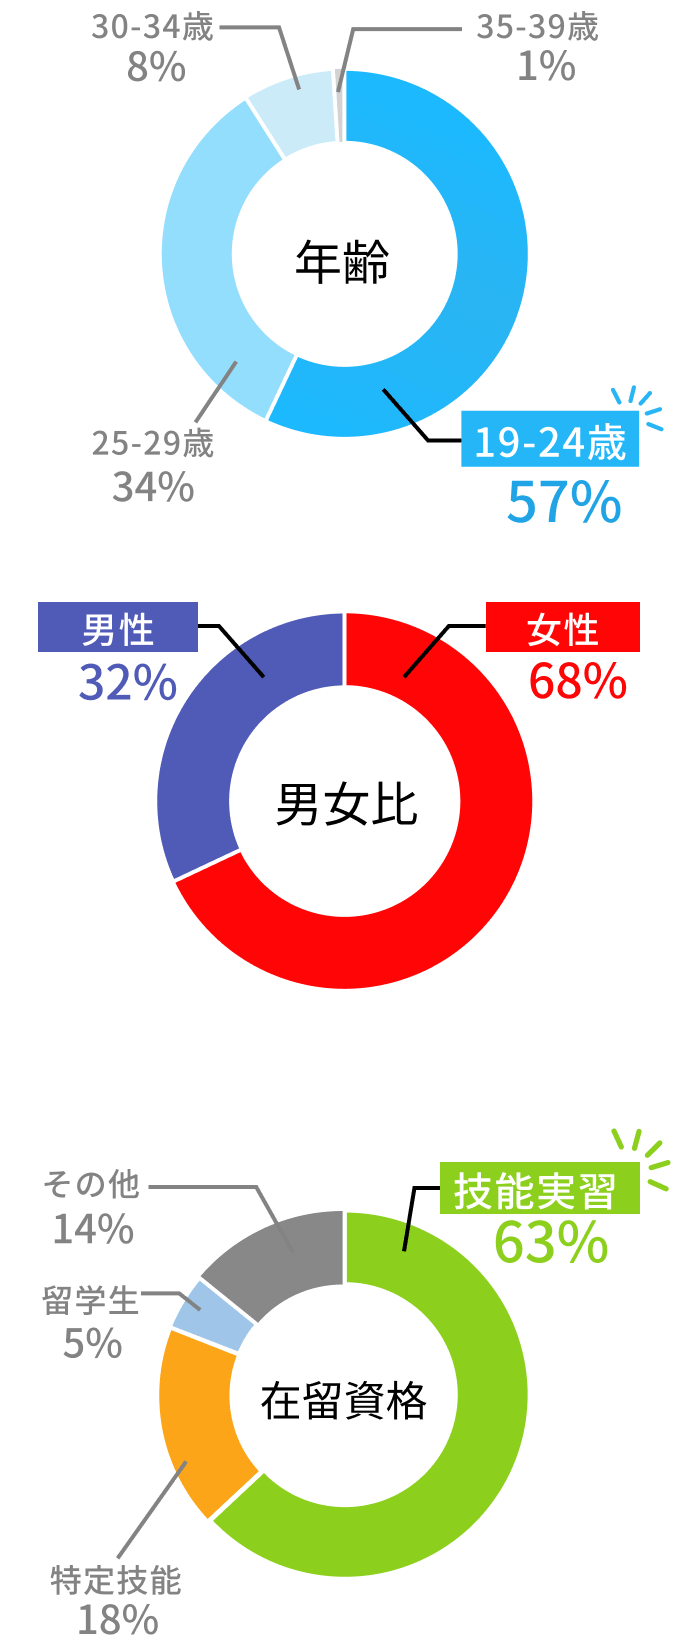 30-34歳
8%
35-39歳
1%
年齢
25-29歳
34%
19-24歳
57%
男性
32%
女性
68%
男女比
その他
14%
技能実習
63%
留学生
5%
在留資格
特定技能
18%